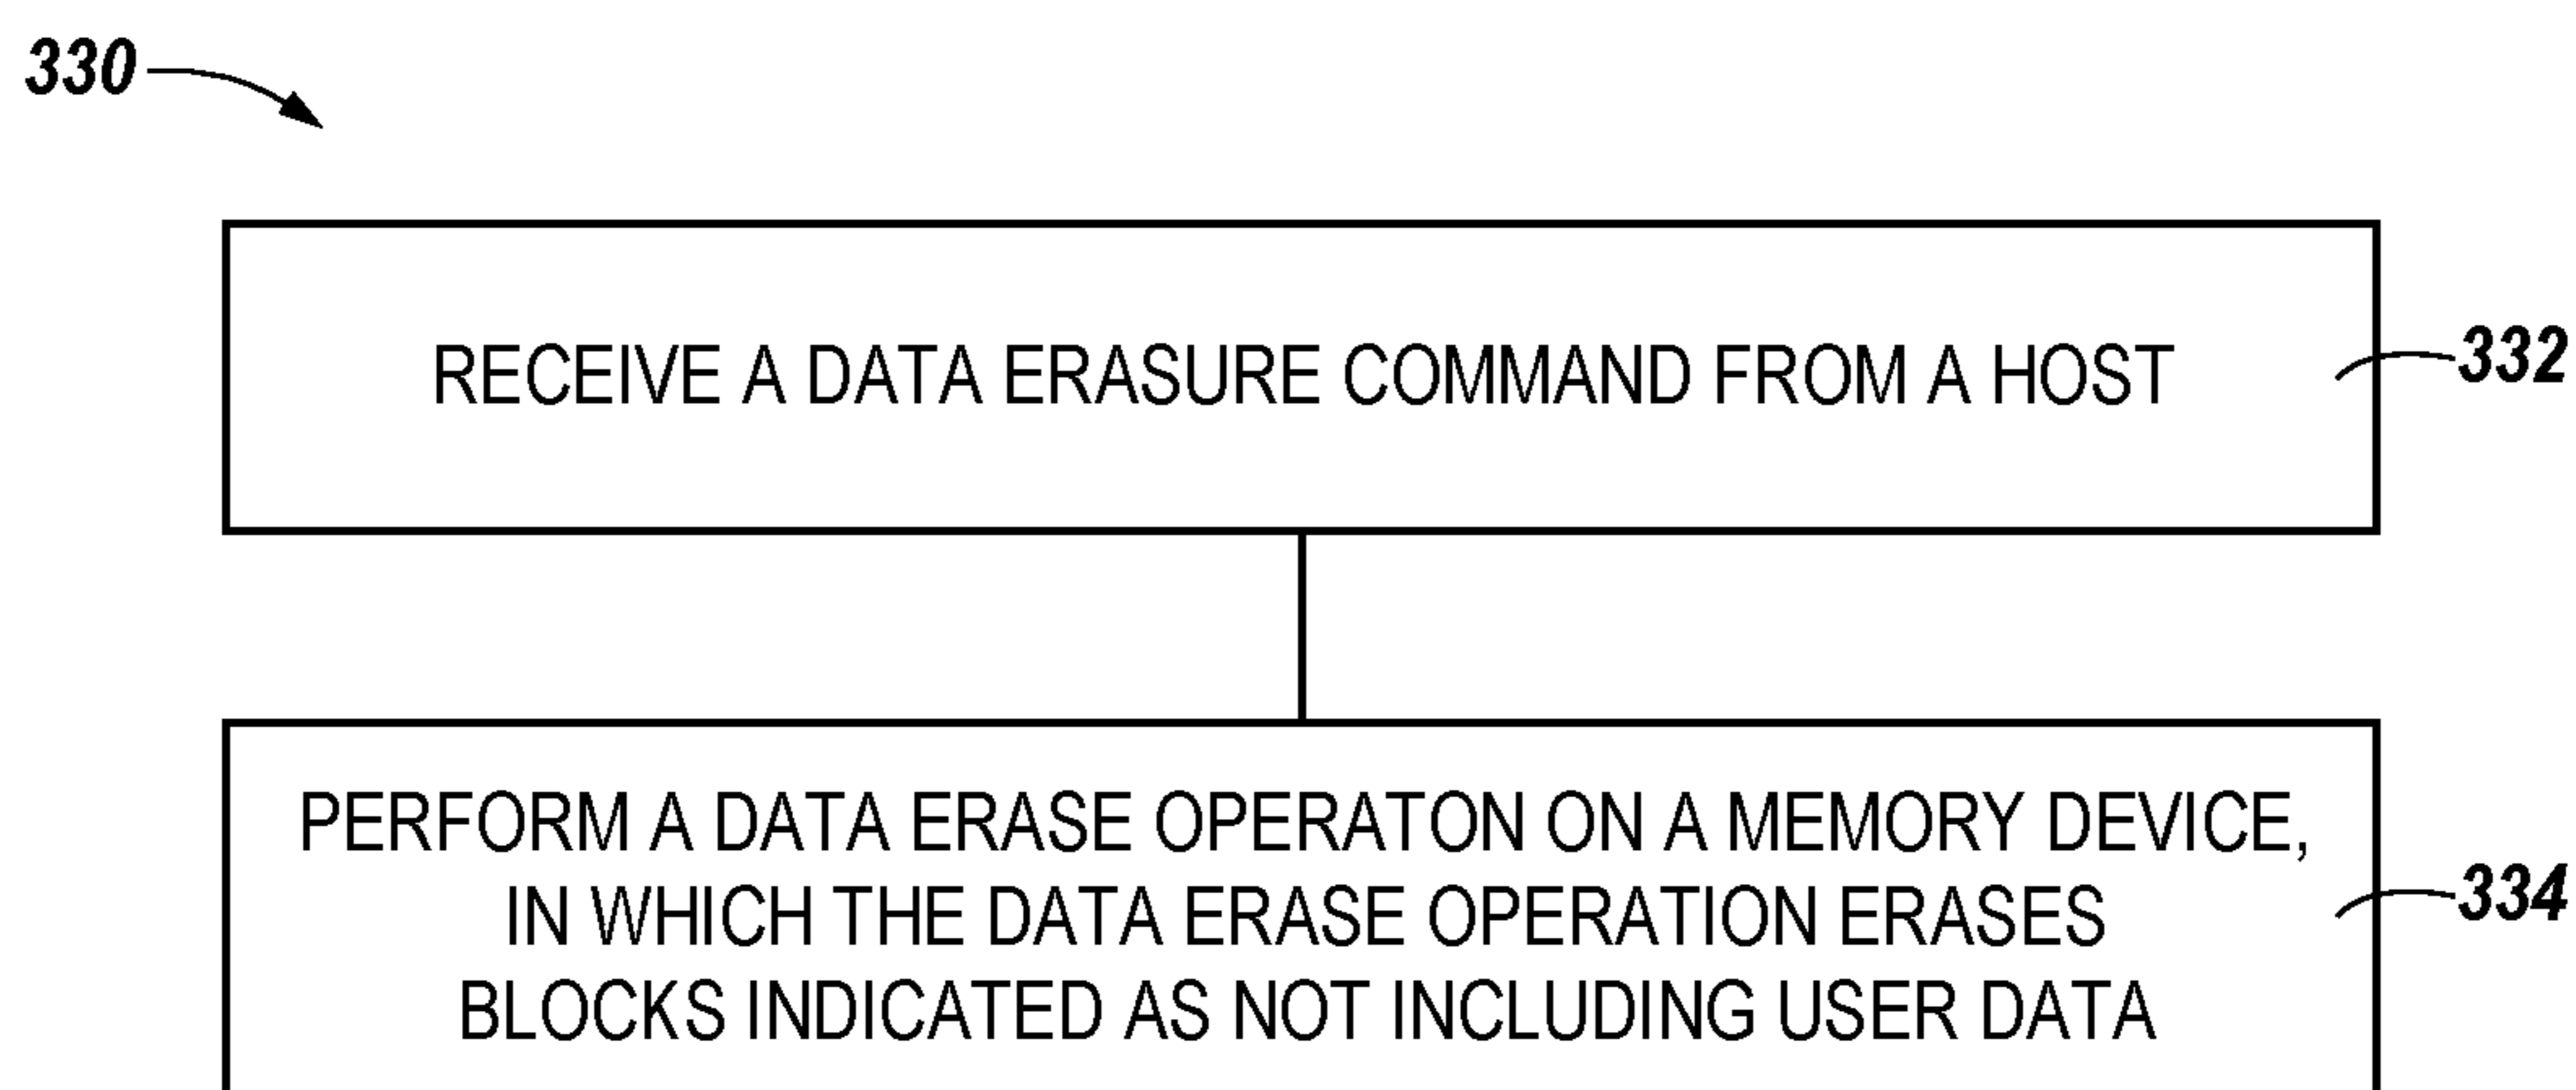 330
RECEIVE A DATA ERASURE COMMAND FROM A HOST
332
PERFORM A DATA ERASE OPERATON ON A MEMORY DEVICE,
IN WHICH THE DATA ERASE OPERATION ERASES
334
BLOCKS INDICATED AS NOT INCLUDING USER DATA